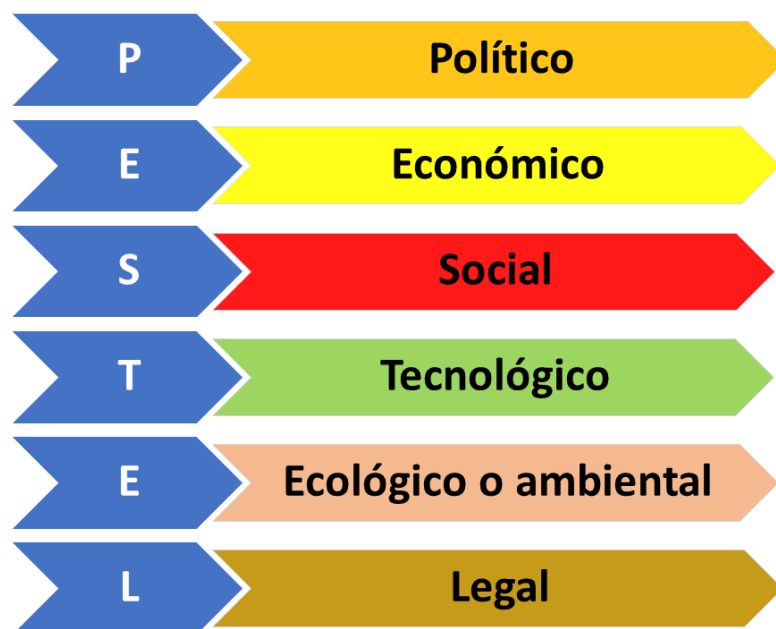 P Político
E Económico
S Social
T Tecnológico
E Ecológico o ambiental
L Legal